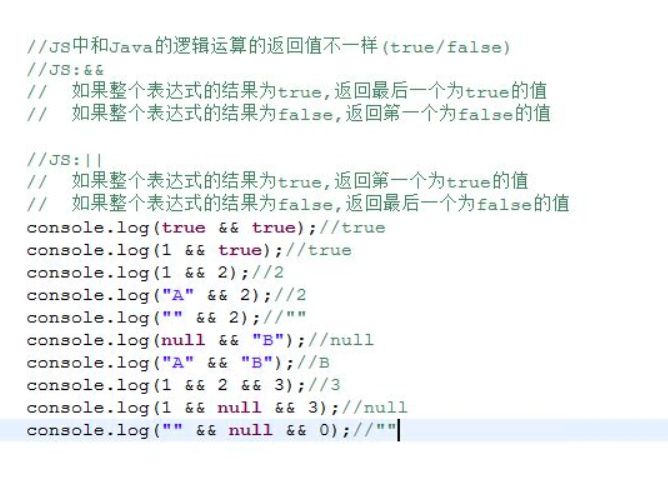 //JS中和Java的逻辑运算的返回值不一样(true/false)
//JS:&&
//  如果整个表达式的结果为true,返回最后一个为true的值
//  如果整个表达式的结果为false,返回第一个为false的值
//JS:||
//  如果整个表达式的结果为true,返回第一个为true的值
//  如果整个表达式的结果为false,返回最后一个为false的值
console.log(true && true);//true
console.log(1 && true);//true
console.log(1 && 2);//2
console.log("A" && 2);//2
console.log("" && 2);//""
console.log(null && "B");//null
console.log("A" && "B");//B
console.log(1 && 2 && 3);//3
console.log(1 && null && 3);//null
console.log("" && null && 0);//""